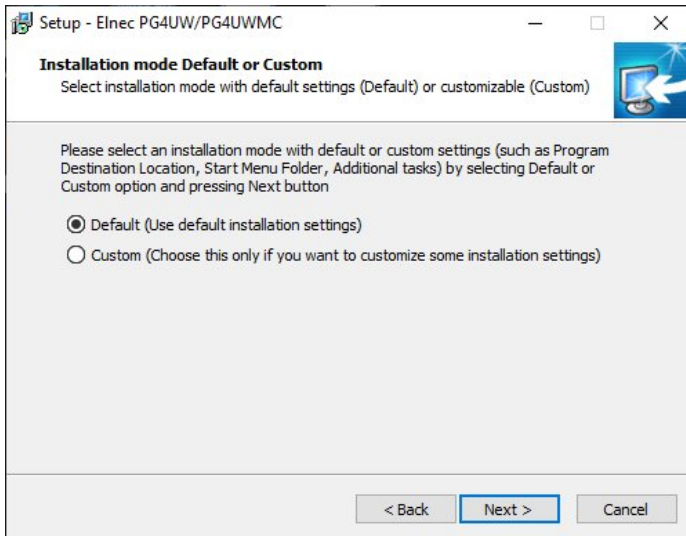 Setup - Elnec PG4UW/PG4UWMC
Installation mode Default or Custom
Select installation mode with default settings (Default) or customizable (Custom)
Please select an installation mode with default or custom settings (such as Program
Destination Location, Start Menu Folder, Additional tasks) by selecting Default or
Custom option and pressing Next button
Default (Use default installation settings)
Custom (Choose this only if you want to customize some installation settings)
< Back Next > Cancel